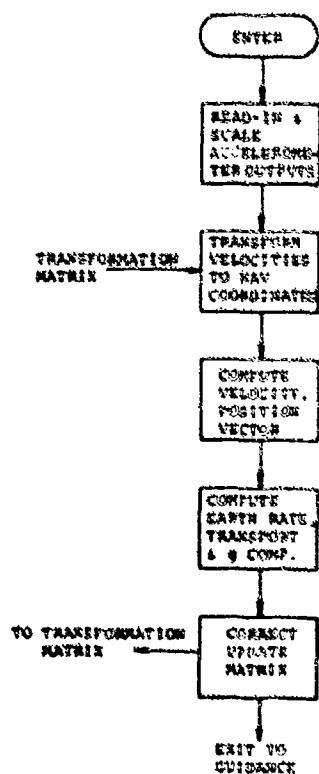 ENTER
READ-IN &
SCALE
ACCELEROME-
TER OUTPUTS
TRANSFORMATION
MATRIX
TRANSFORM
VELOCITIES
TO NAV
COORDINATES
COMPUTE
VELOCITY,
POSITION
VECTOR
COMPUTE
EARTH RATE,
TRANSPORT
& g COMP.
TO TRANSFORMATION
MATRIX
CORRECT
UPDATE
MATRIX
EXIT TO
GUIDANCE